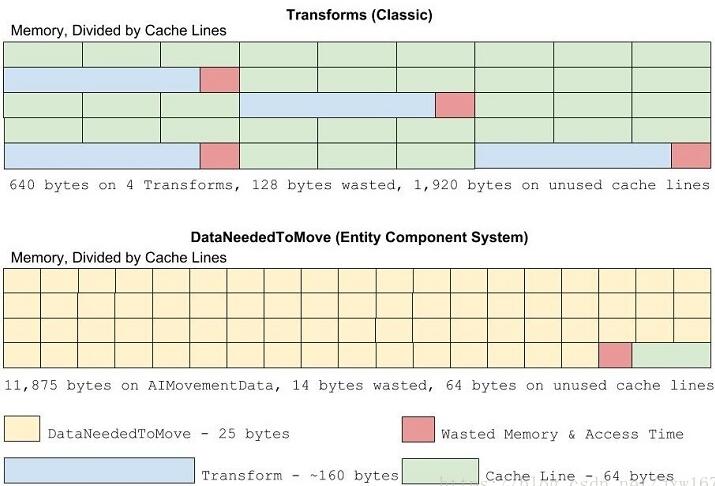 Transforms (Classic)
Memory, Divided by Cache Lines
640 bytes on 4 Transforms, 128 bytes wasted, 1,920 bytes on unused cache lines
DataNeededToMove (Entity Component System)
Memory, Divided by Cache Lines
11,875 bytes on AIMovementData, 14 bytes wasted, 64 bytes on unused cache lines
DataNeededToMove - 25 bytes
Wasted Memory & Access Time
Transform - ~160 bytes
Cache Line - 64 bytes